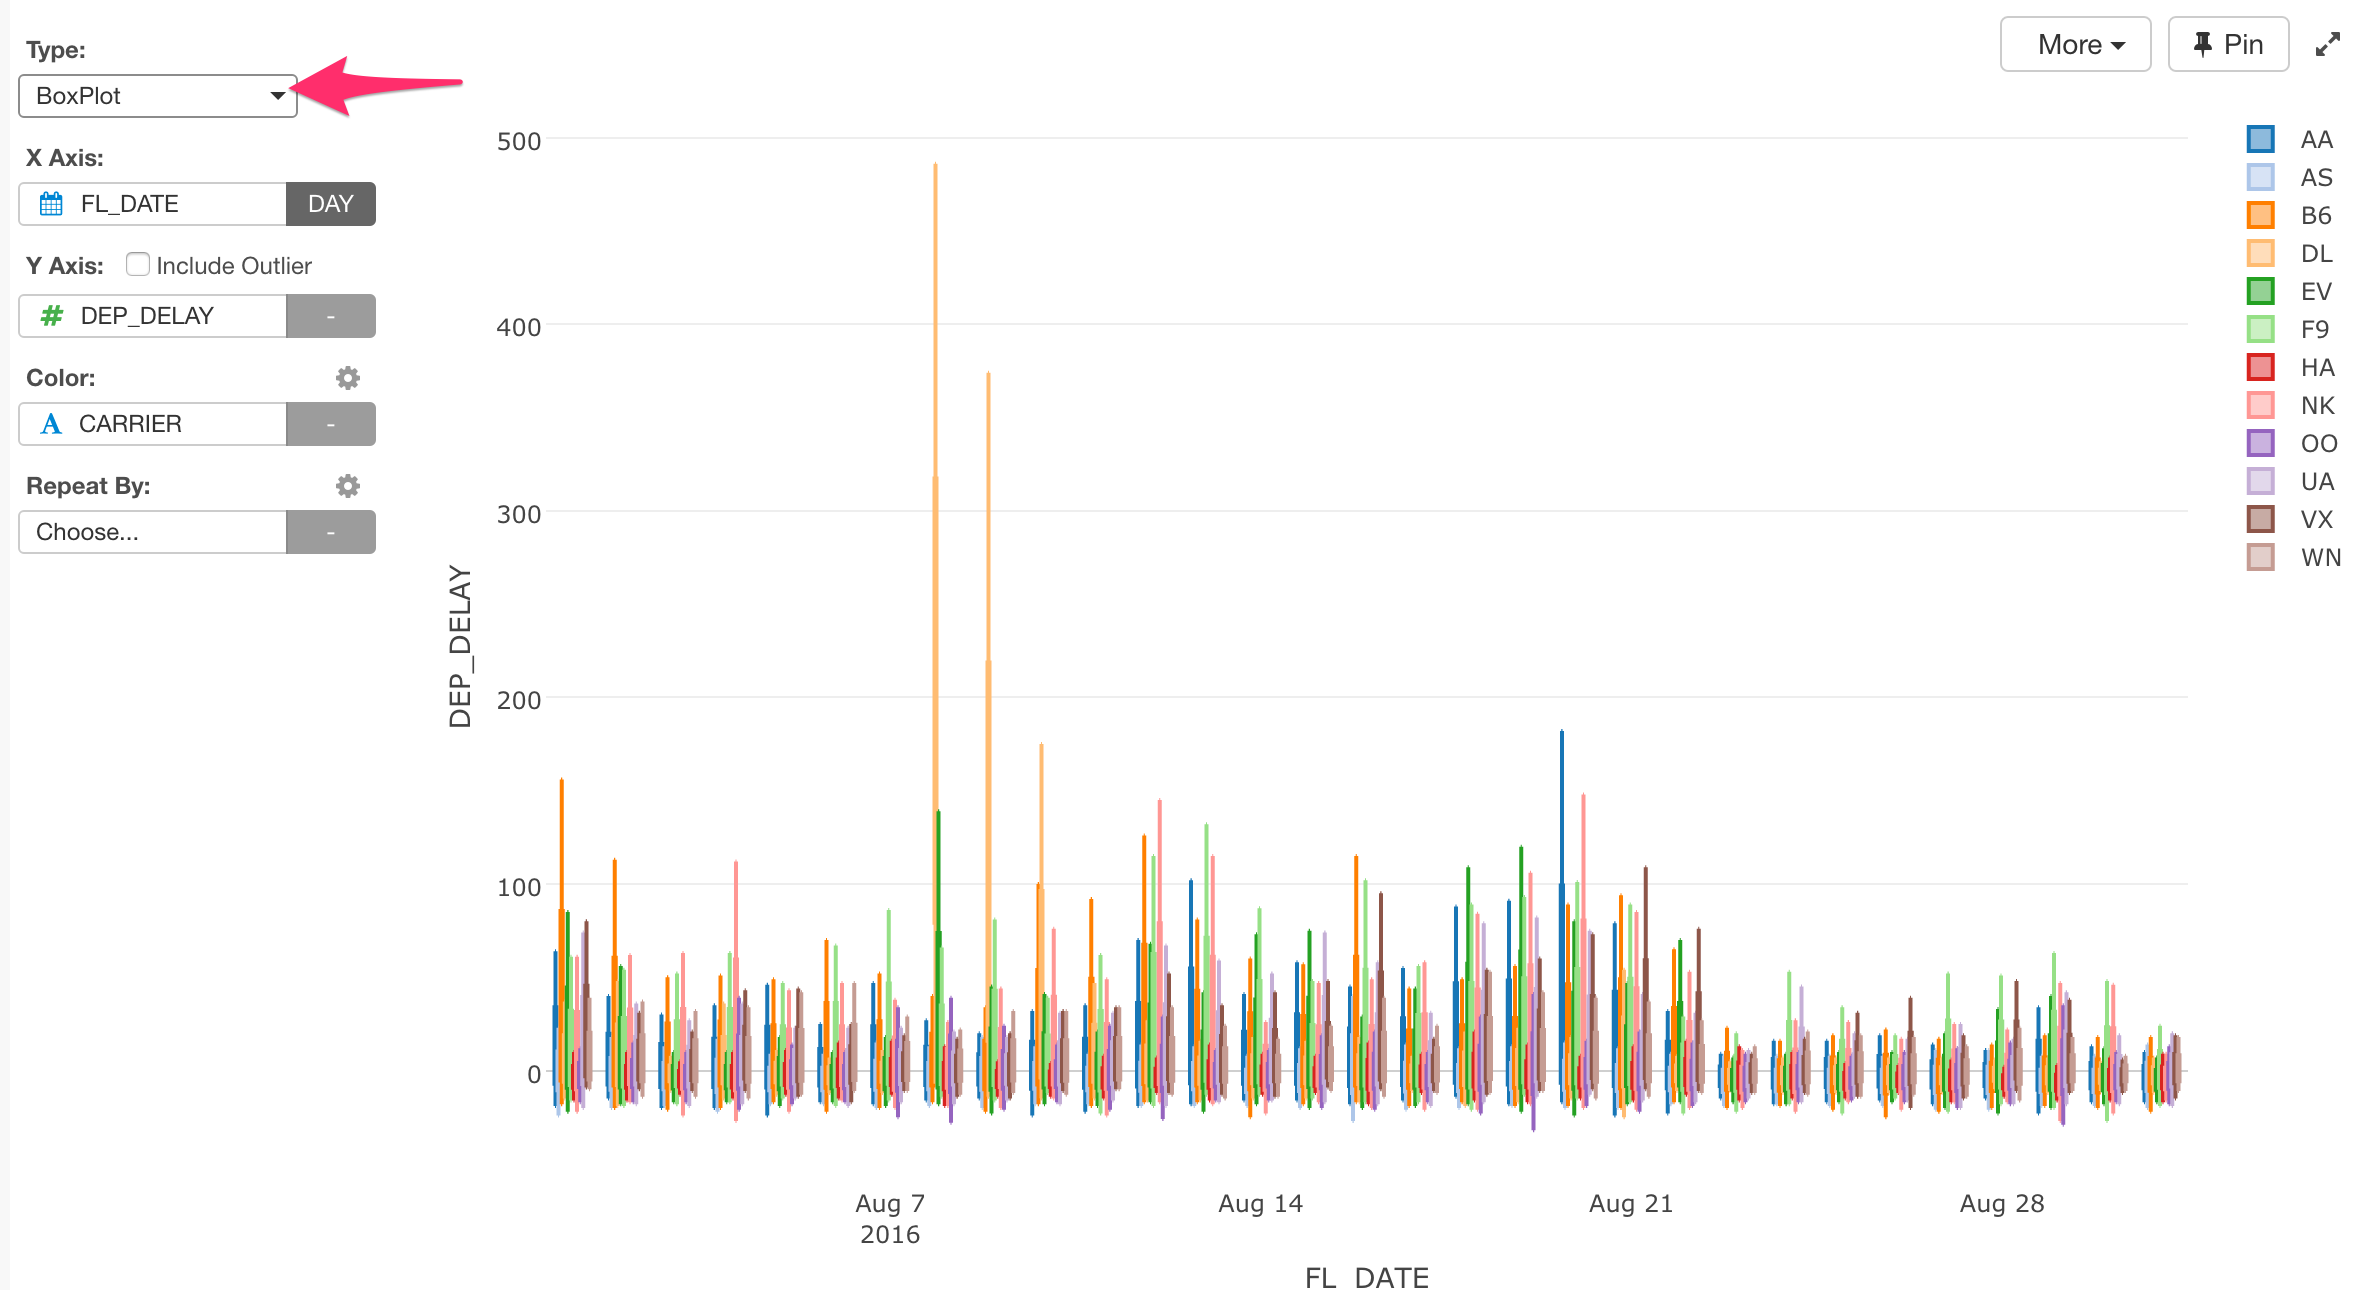 Type:
BoxPlot
X Axis:
FL_DATE DAY
Y Axis: Include Outlier
# DEP_DELAY -
Color:
A CARRIER -
Repeat By:
Choose... -
More Pin
500
400
300
200
100
0
DEP_DELAY
Aug 7
2016
Aug 14
Aug 21
Aug 28
FL_DATE
AA
AS
B6
DL
EV
F9
HA
NK
OO
UA
VX
WN